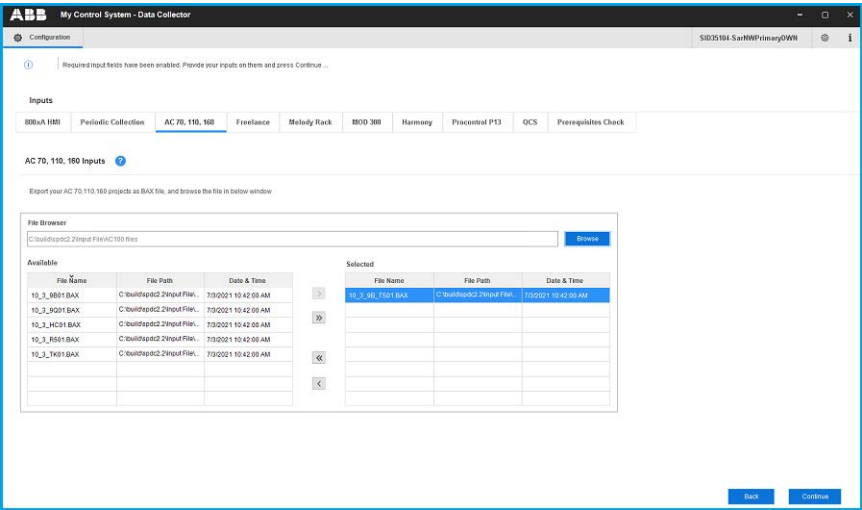 ABB My Control System - Data Collector
Configuration SID35104-SarNWPrimaryDWN
Required input fields have been enabled. Provide your inputs on them and press Continue ...
Inputs
800xA HMI Periodic Collection AC 70, 110, 160 Freelance Melody Rack MOD 300 Harmony Procontrol P13 QCS Prerequisites Check
AC 70, 110, 160 Inputs ?
Export your AC 70,110,160 projects as BAX file, and browse the file in below window
File Browser
C:\build\spdc2.2\Input File\AC100 files Browse
Available Selected
File Name File Path Date & Time File Name File Path Date & Time
10_3_9B01.BAX C:\build\spdc2.2\Input File\... 7/3/2021 10:42:00 AM > 10_3_9B_TS01.BAX C:\build\spdc2.2\Input File\... 7/3/2021 10:42:00 AM
10_3_9Q01.BAX C:\build\spdc2.2\Input File\... 7/3/2021 10:42:00 AM >>
10_3_HC01.BAX C:\build\spdc2.2\Input File\... 7/3/2021 10:42:00 AM
10_3_RS01.BAX C:\build\spdc2.2\Input File\... 7/3/2021 10:42:00 AM
10_3_TK01.BAX C:\build\spdc2.2\Input File\... 7/3/2021 10:42:00 AM <<
<
Back Continue